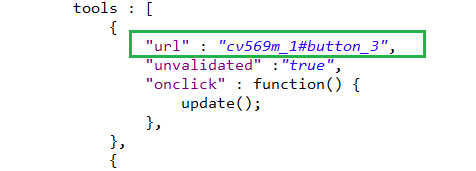 tools : [
{
"url" : "cv569m_1#button_3",
"unvalidated" :"true",
"onclick" : function() {
update();
},
},
{